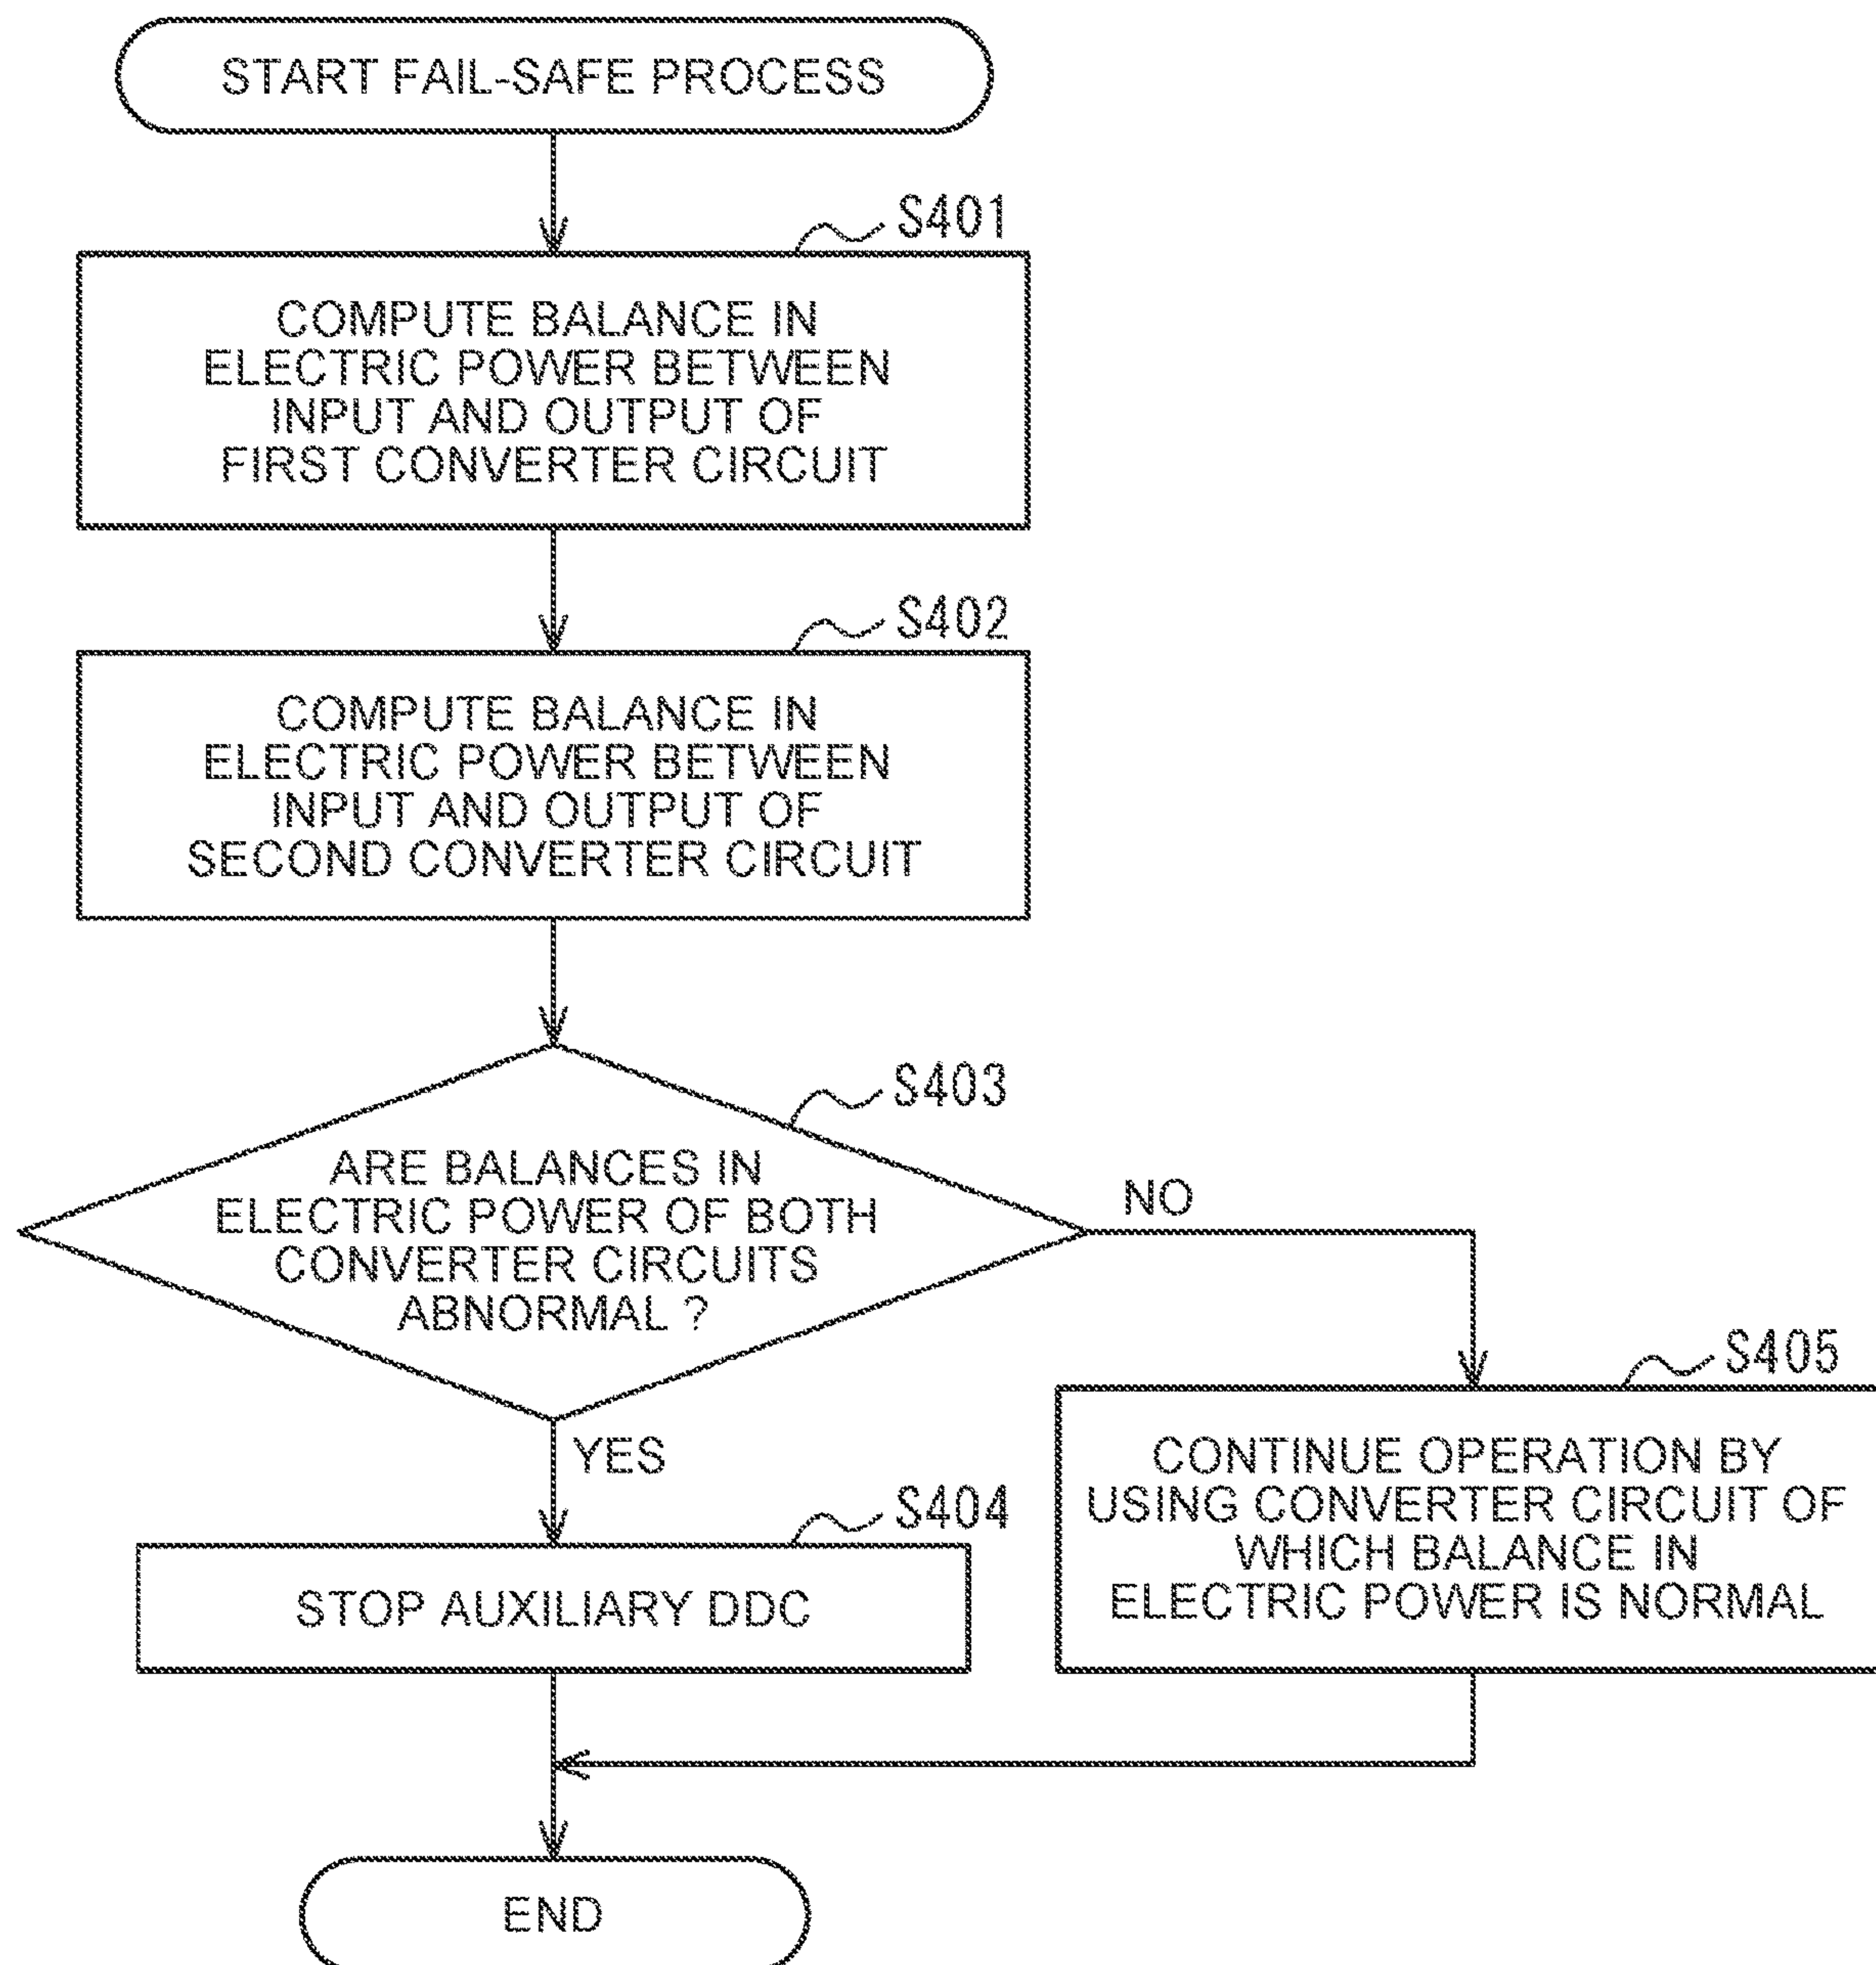 START FAIL-SAFE PROCESS
S401
COMPUTE BALANCE IN
ELECTRIC POWER BETWEEN
INPUT AND OUTPUT OF
FIRST CONVERTER CIRCUIT
S402
COMPUTE BALANCE IN
ELECTRIC POWER BETWEEN
INPUT AND OUTPUT OF
SECOND CONVERTER CIRCUIT
S403
ARE BALANCES IN
ELECTRIC POWER OF BOTH
CONVERTER CIRCUITS
ABNORMAL ?
NO
YES
S404
STOP AUXILIARY DDC
S405
CONTINUE OPERATION BY
USING CONVERTER CIRCUIT OF
WHICH BALANCE IN
ELECTRIC POWER IS NORMAL
END